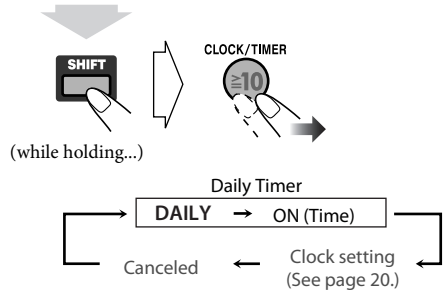 SHIFT
CLOCK/TIMER
≧10
(while holding...)
Daily Timer
DAILY → ON (Time)
Canceled ← Clock setting
(See page 20.)